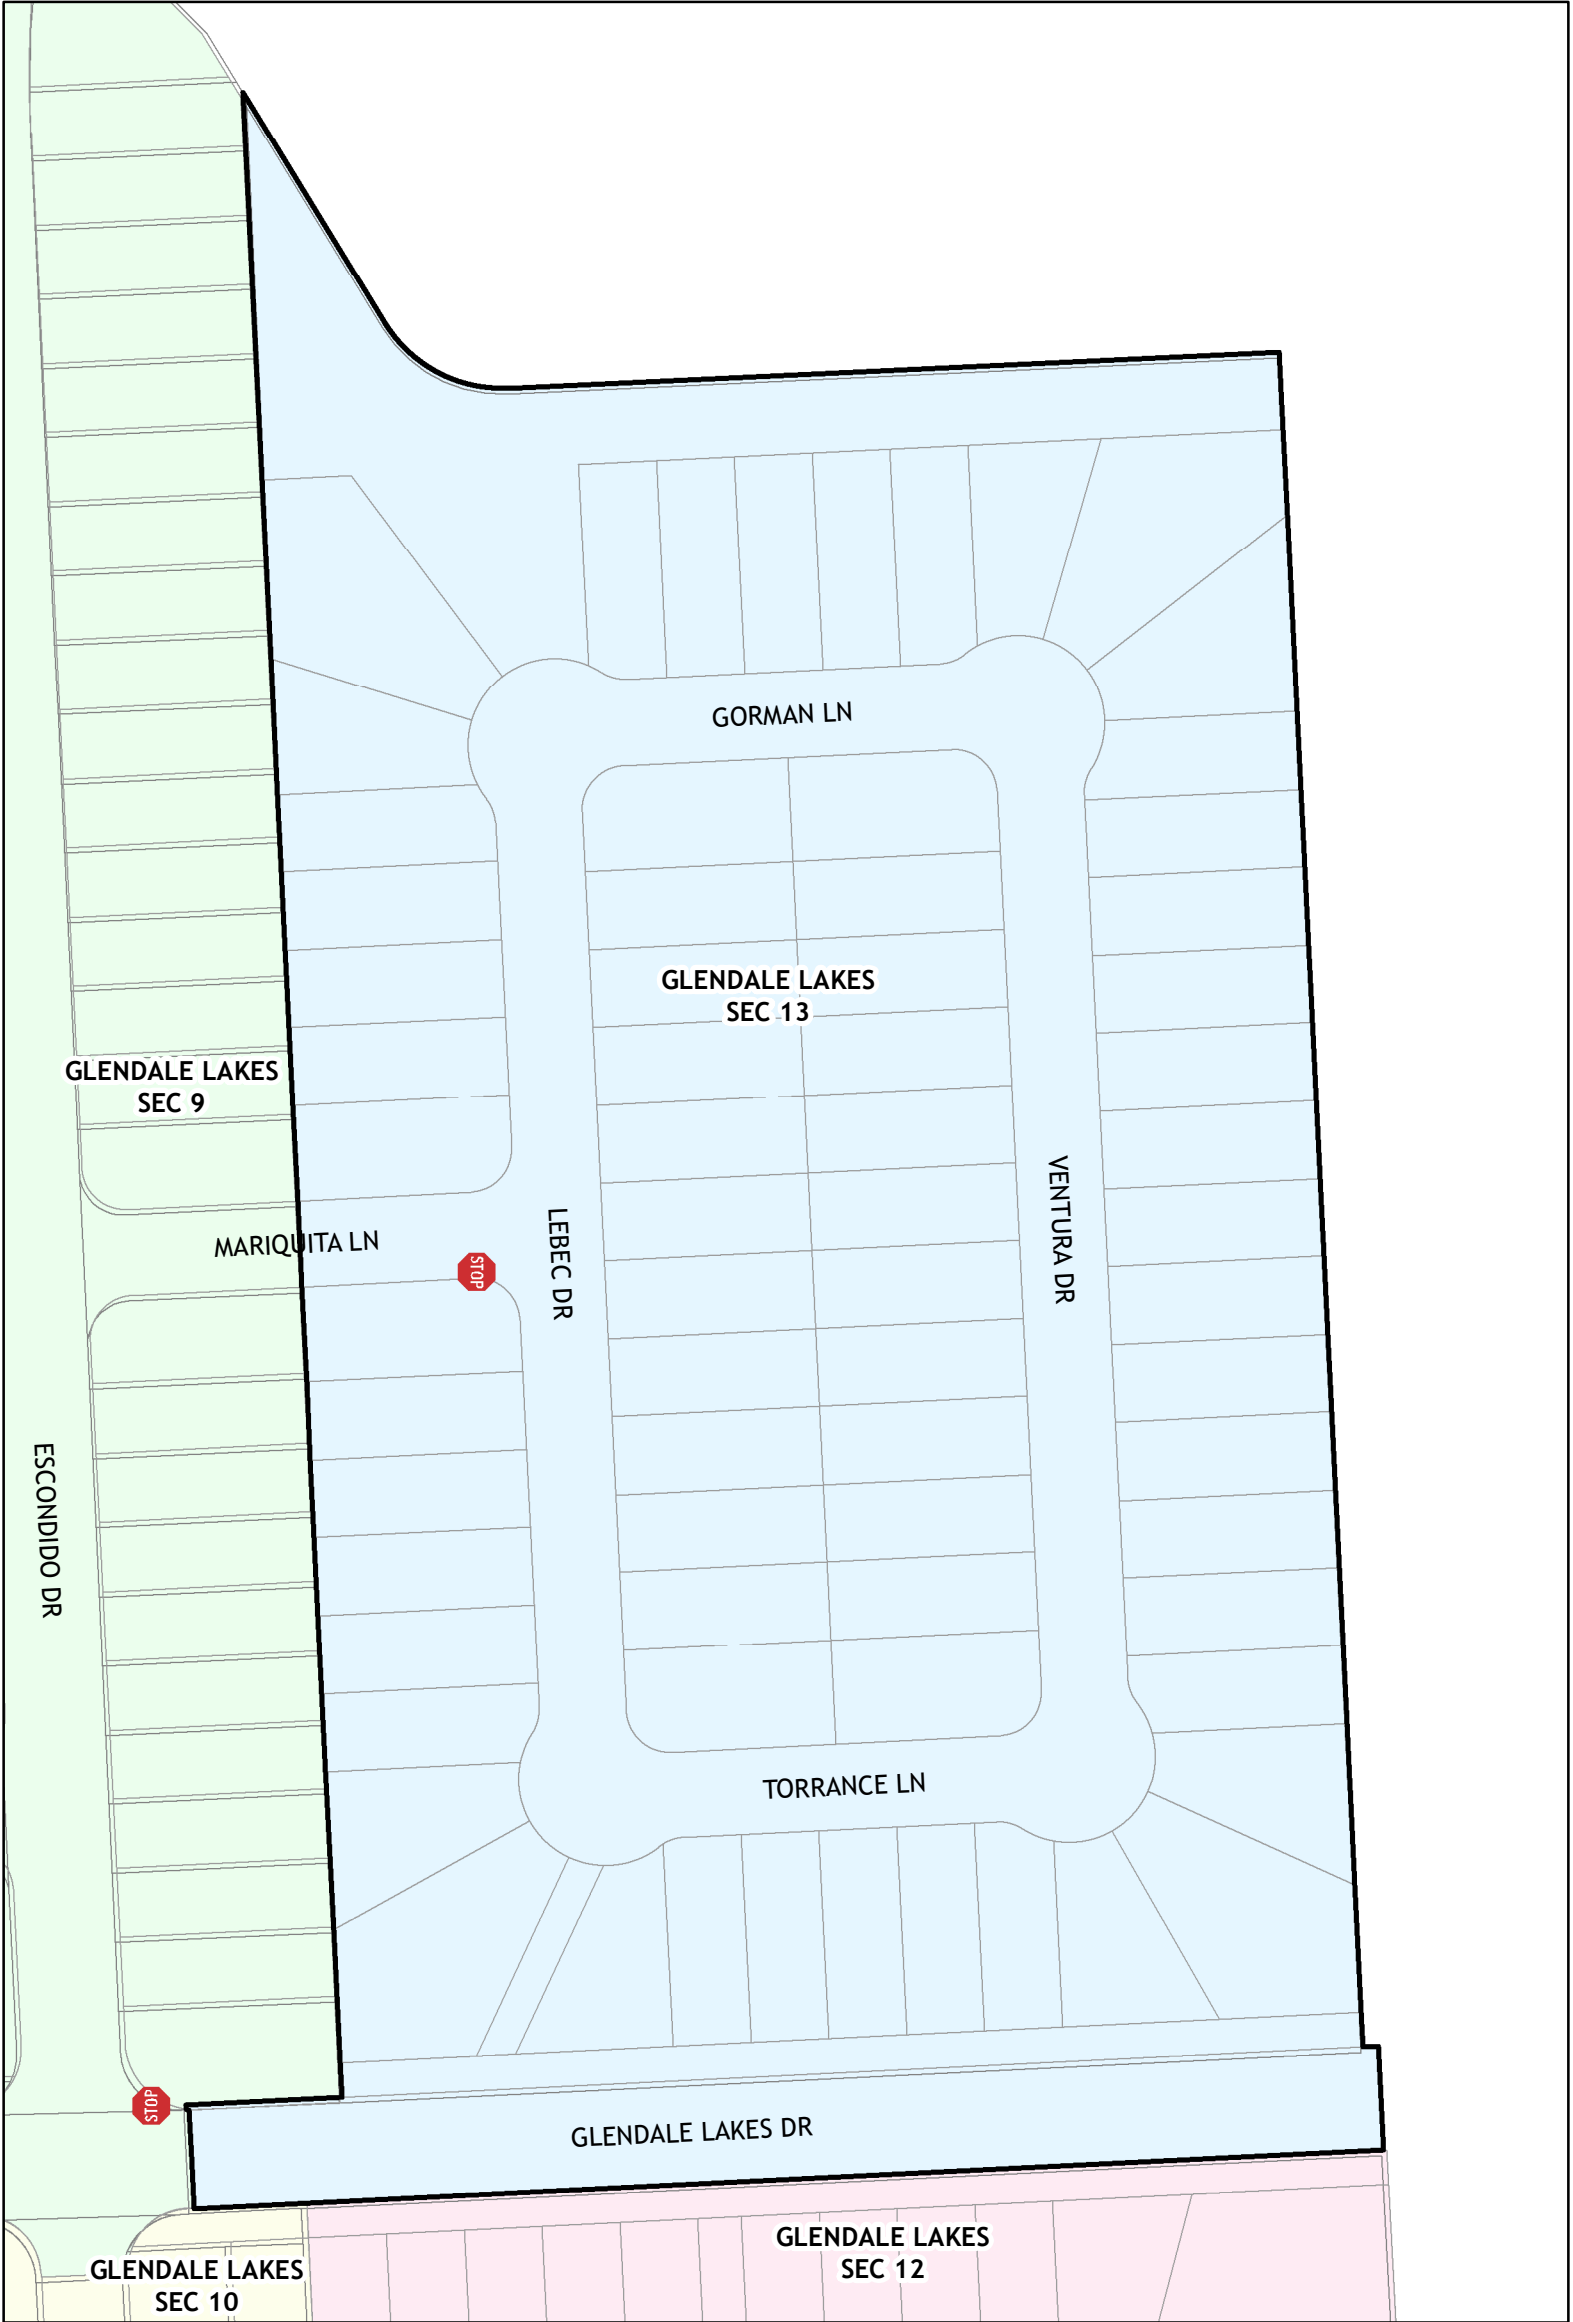 GORMAN LN
GLENDALE LAKES
SEC 13
GLENDALE LAKES
SEC 9
MARIQUITA LN
STOP
LEBEC DR
VENTURA DR
ESCONDIDO DR
TORRANCE LN
STOP
GLENDALE LAKES DR
GLENDALE LAKES
SEC 12
GLENDALE LAKES
SEC 10